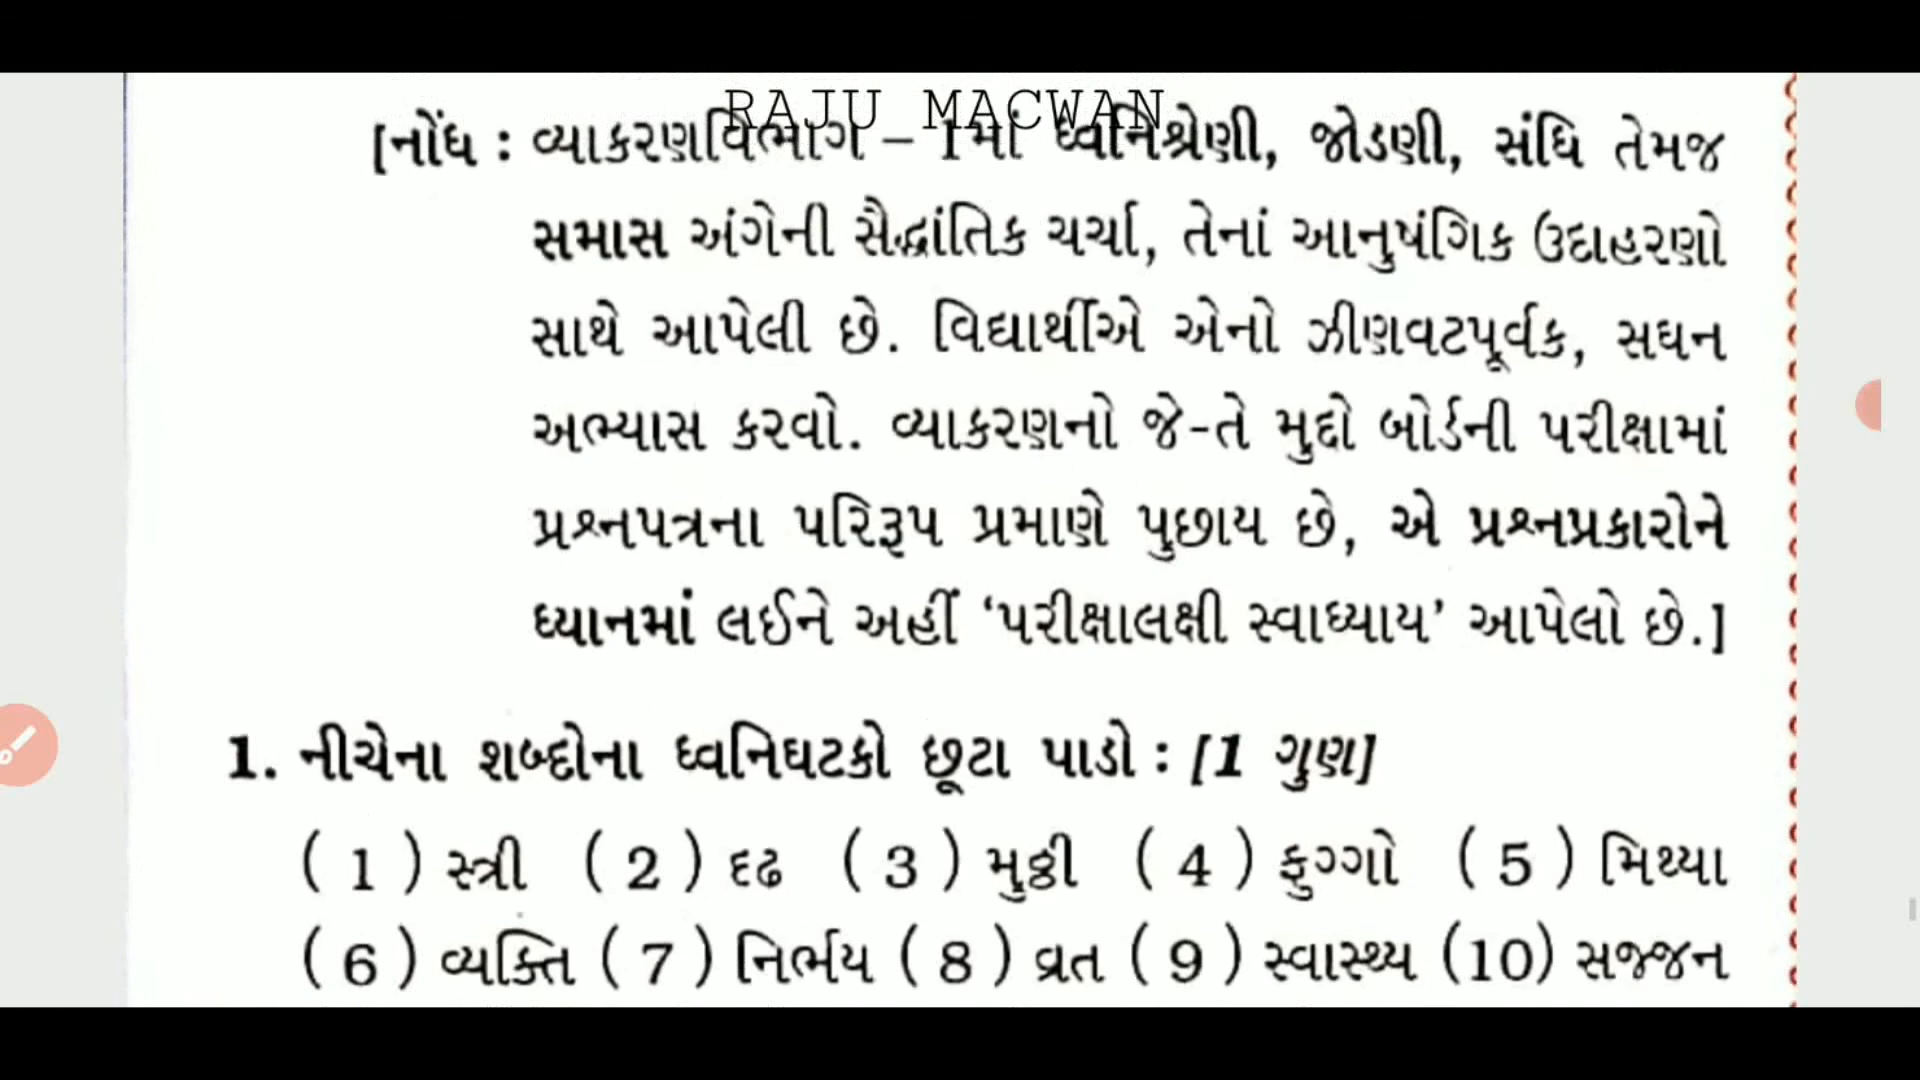 RAJU MACWAN
[નોંધ : વ્યાકરણવિભાગ – 1માં ધ્વનિશ્રેણી, જોડણી, સંધિ તેમજ
સમાસ અંગેની સૈદ્ધાંતિક ચર્ચા, તેનાં આનુષંગિક ઉદાહરણો
સાથે આપેલી છે. વિદ્યાર્થીએ એનો ઝીણવટપૂર્વક, સઘન
અભ્યાસ કરવો. વ્યાકરણનો જે-તે મુદ્દો બોર્ડની પરીક્ષામાં
પ્રશ્નપત્રના પરિરૂપ પ્રમાણે પુછાય છે, એ પ્રશ્નપ્રકારોને
ધ્યાનમાં લઈને અહીં ‘પરીક્ષાલક્ષી સ્વાધ્યાય’ આપેલો છે.]
1. નીચેના શબ્દોના ધ્વનિઘટકો છૂટા પાડો : [1 ગુણ]
( 1 ) સ્ત્રી ( 2 ) દૃઢ ( 3 ) મુઠ્ઠી ( 4 ) ફુગ્ગો ( 5 ) મિથ્યા
( 6 ) વ્યક્તિ ( 7 ) નિર્ભય ( 8 ) વ્રત ( 9 ) સ્વાસ્થ્ય (10) સજ્જન